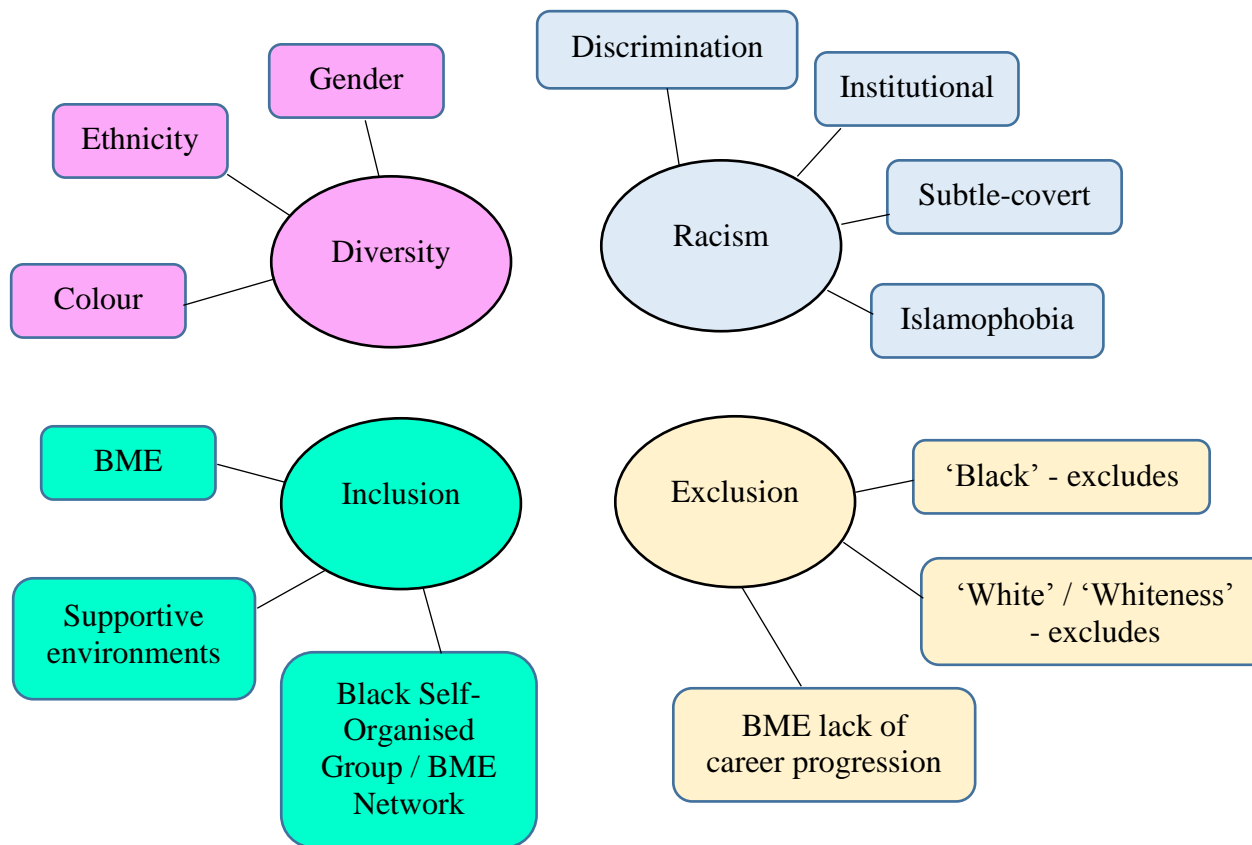 Gender
Ethnicity
Diversity
Colour
Discrimination
Institutional
Subtle-covert
Racism
Islamophobia
BME
Inclusion
Supportive
environments
Black Self-
Organised
Group / BME
Network
Exclusion
‘Black’ - excludes
‘White’ / ‘Whiteness’
- excludes
BME lack of
career progression